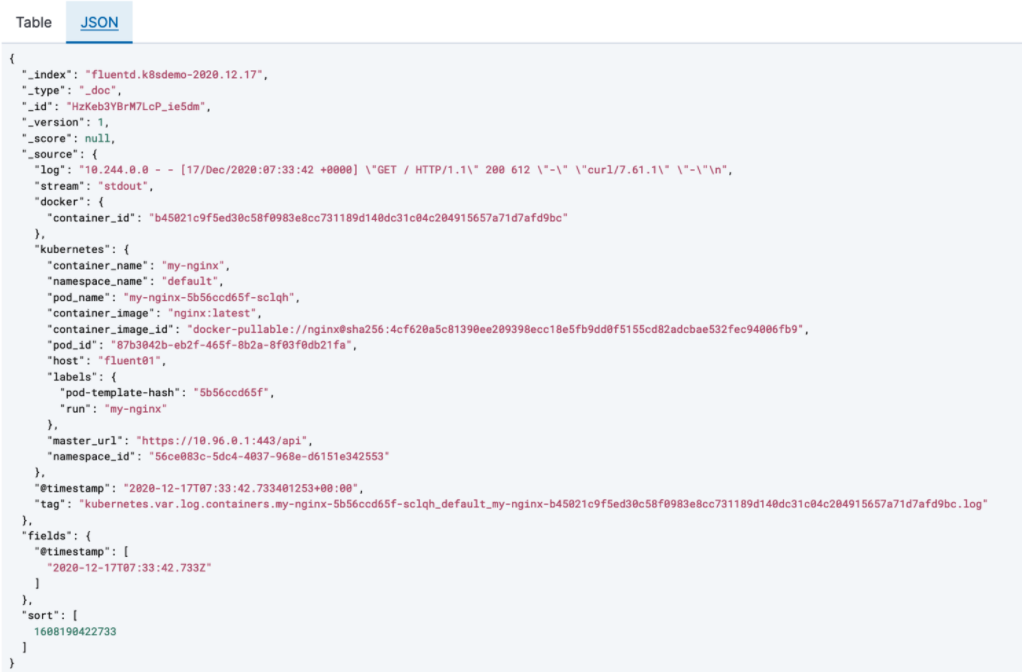 Table JSON
{
  "_index": "fluentd.k8sdemo-2020.12.17",
  "_type": "_doc",
  "_id": "HzKeb3YBrM7LcP_ie5dm",
  "_version": 1,
  "_score": null,
  "_source": {
    "log": "10.244.0.0 - - [17/Dec/2020:07:33:42 +0000] \"GET / HTTP/1.1\" 200 612 \"-\" \"curl/7.61.1\" \"-\"\n",
    "stream": "stdout",
    "docker": {
      "container_id": "b45021c9f5ed30c58f0983e8cc731189d140dc31c04c204915657a71d7afd9bc"
    },
    "kubernetes": {
      "container_name": "my-nginx",
      "namespace_name": "default",
      "pod_name": "my-nginx-5b56ccd65f-sclqh",
      "container_image": "nginx:latest",
      "container_image_id": "docker-pullable://nginx@sha256:4cf620a5c81390ee209398ecc18e5fb9dd0f5155cd82adcbae532fec94006fb9",
      "pod_id": "87b3042b-eb2f-465f-8b2a-8f03f0db21fa",
      "host": "fluent01",
      "labels": {
        "pod-template-hash": "5b56ccd65f",
        "run": "my-nginx"
      },
      "master_url": "https://10.96.0.1:443/api",
      "namespace_id": "56ce083c-5dc4-4037-968e-d6151e342553"
    },
    "@timestamp": "2020-12-17T07:33:42.733401253+00:00",
    "tag": "kubernetes.var.log.containers.my-nginx-5b56ccd65f-sclqh_default_my-nginx-b45021c9f5ed30c58f0983e8cc731189d140dc31c04c204915657a71d7afd9bc.log"
  },
  "fields": {
    "@timestamp": [
      "2020-12-17T07:33:42.733Z"
    ]
  },
  "sort": [
    1608190422733
  ]
}